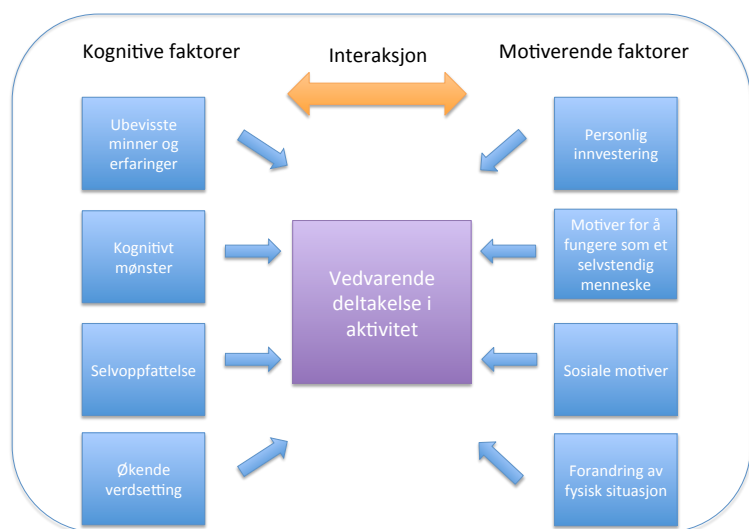 Kognitive faktorer
Interaksjon
Motiverende faktorer
Ubevisste
minner og
erfaringer
Kognitivt
mønster
Selvoppfattelse
Økende
verdsetting
Vedvarende
deltakelse i
aktivitet
Personlig
innvestering
Motiver for å
fungere som et
selvstendig
menneske
Sosiale motiver
Forandring av
fysisk situasjon